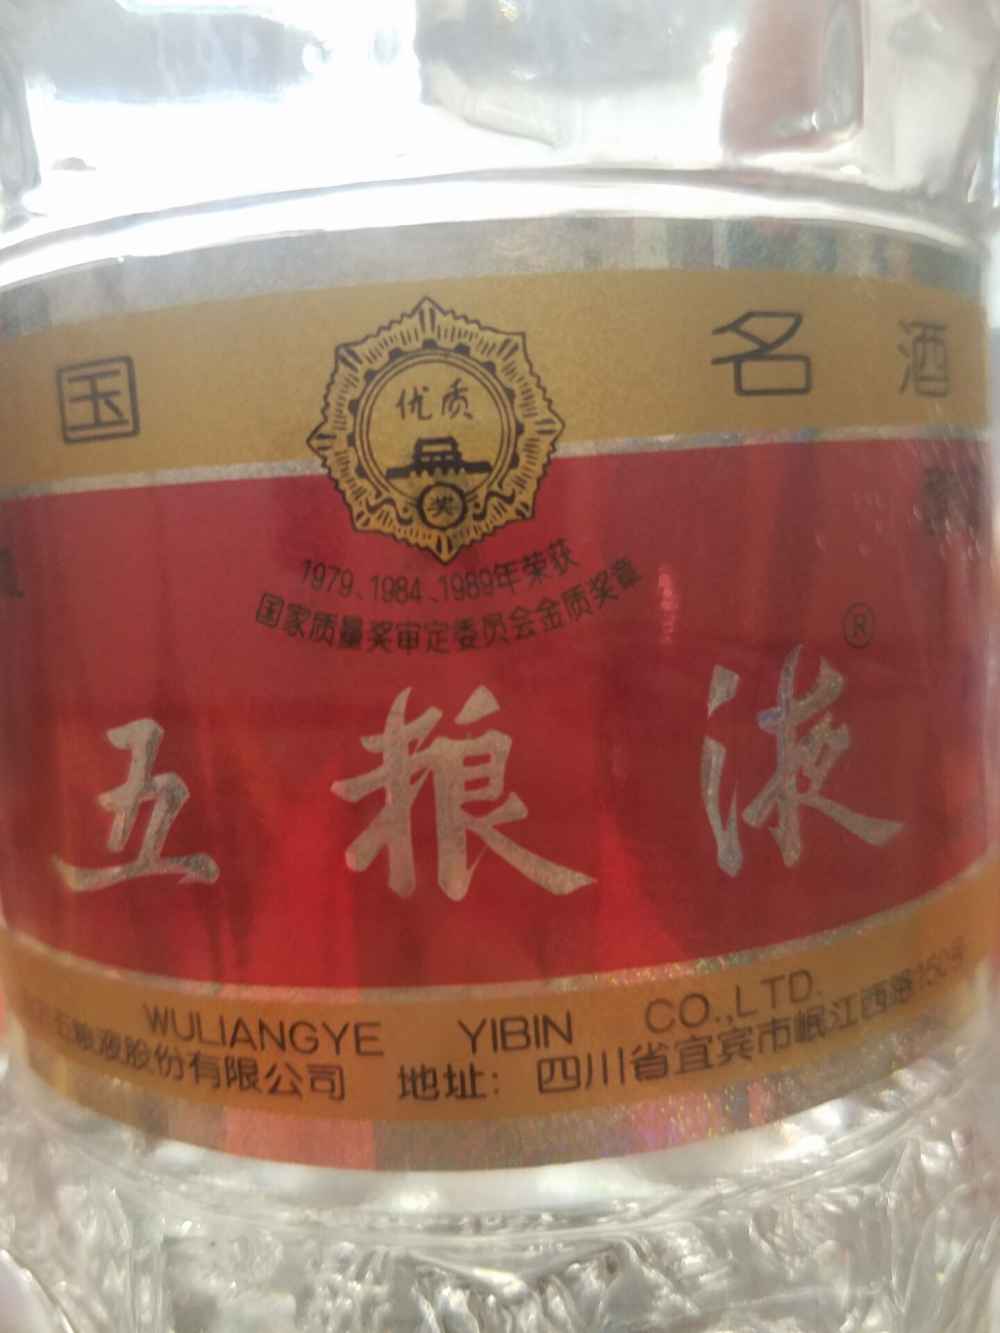 国 名 酒
优质
奖
1979、1984、1989年荣获
国家质量奖审定委员会金质奖章
五粮液®
WULIANGYE YIBIN CO.,LTD.
粮液股份有限公司 地址：四川省宜宾市岷江西路150号